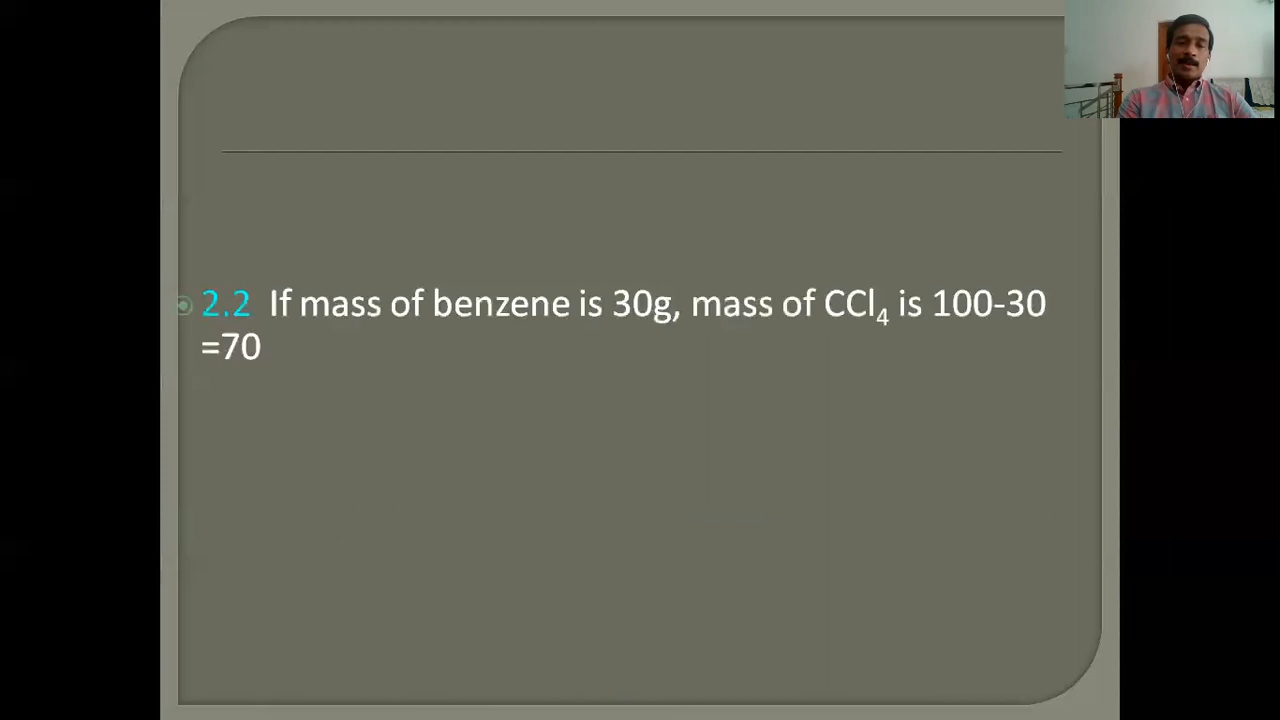 2.2 If mass of benzene is 30g, mass of CCl₄ is 100-30
=70